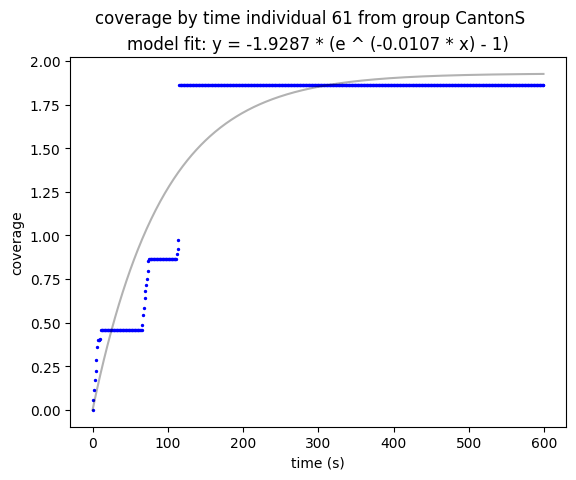 coverage by time individual 61 from group CantonS
model fit: y = -1.9287 * (e ^ (-0.0107 * x) - 1)
2.00
1.75
1.50
1.25
1.00
0.75
0.50
0.25
0.00
coverage
0 100 200 300 400 500 600
time (s)